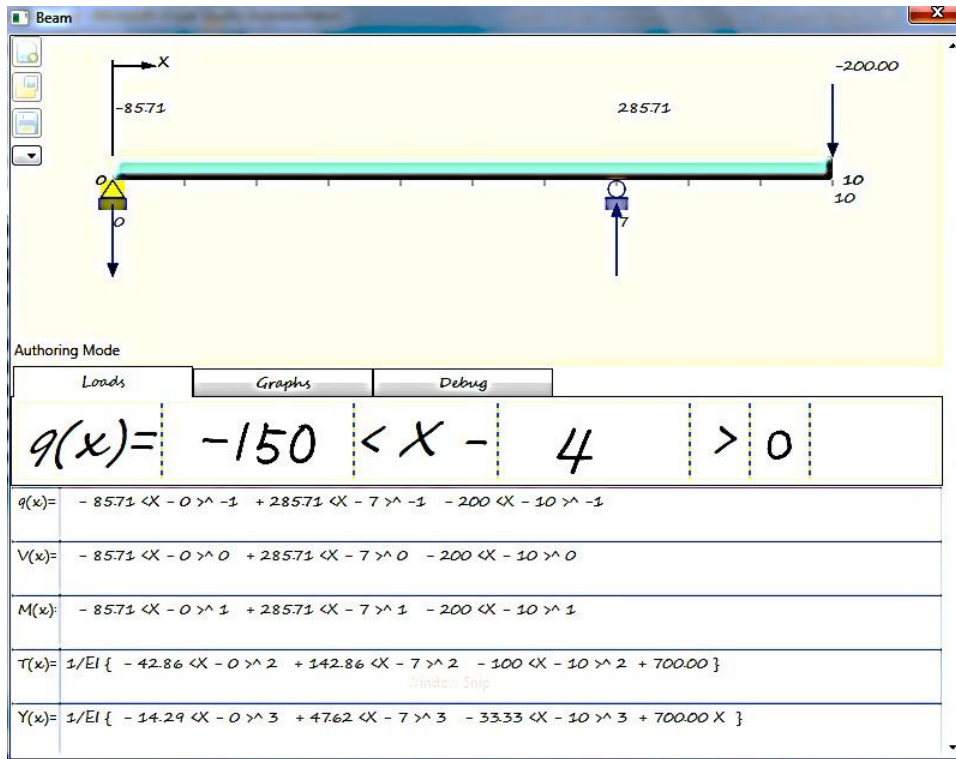 Beam
X
-200.00
-85.71
285.71
0
10
10
0
7
Authoring Mode
Loads Graphs Debug
q(x)= -150 < X - 4 > 0
q(x)= - 85.71 <X - 0 >^ -1 + 285.71 <X - 7 >^ -1 - 200 <X - 10 >^ -1
V(x)= - 85.71 <X - 0 >^ 0 + 285.71 <X - 7 >^ 0 - 200 <X - 10 >^ 0
M(x): - 85.71 <X - 0 >^ 1 + 285.71 <X - 7 >^ 1 - 200 <X - 10 >^ 1
T(x)= 1/EI { - 42.86 <X - 0 >^ 2 + 142.86 <X - 7 >^ 2 - 100 <X - 10 >^ 2 + 700.00 }
Window Snip
Y(x)= 1/EI { - 14.29 <X - 0 >^ 3 + 47.62 <X - 7 >^ 3 - 33.33 <X - 10 >^ 3 + 700.00 X }